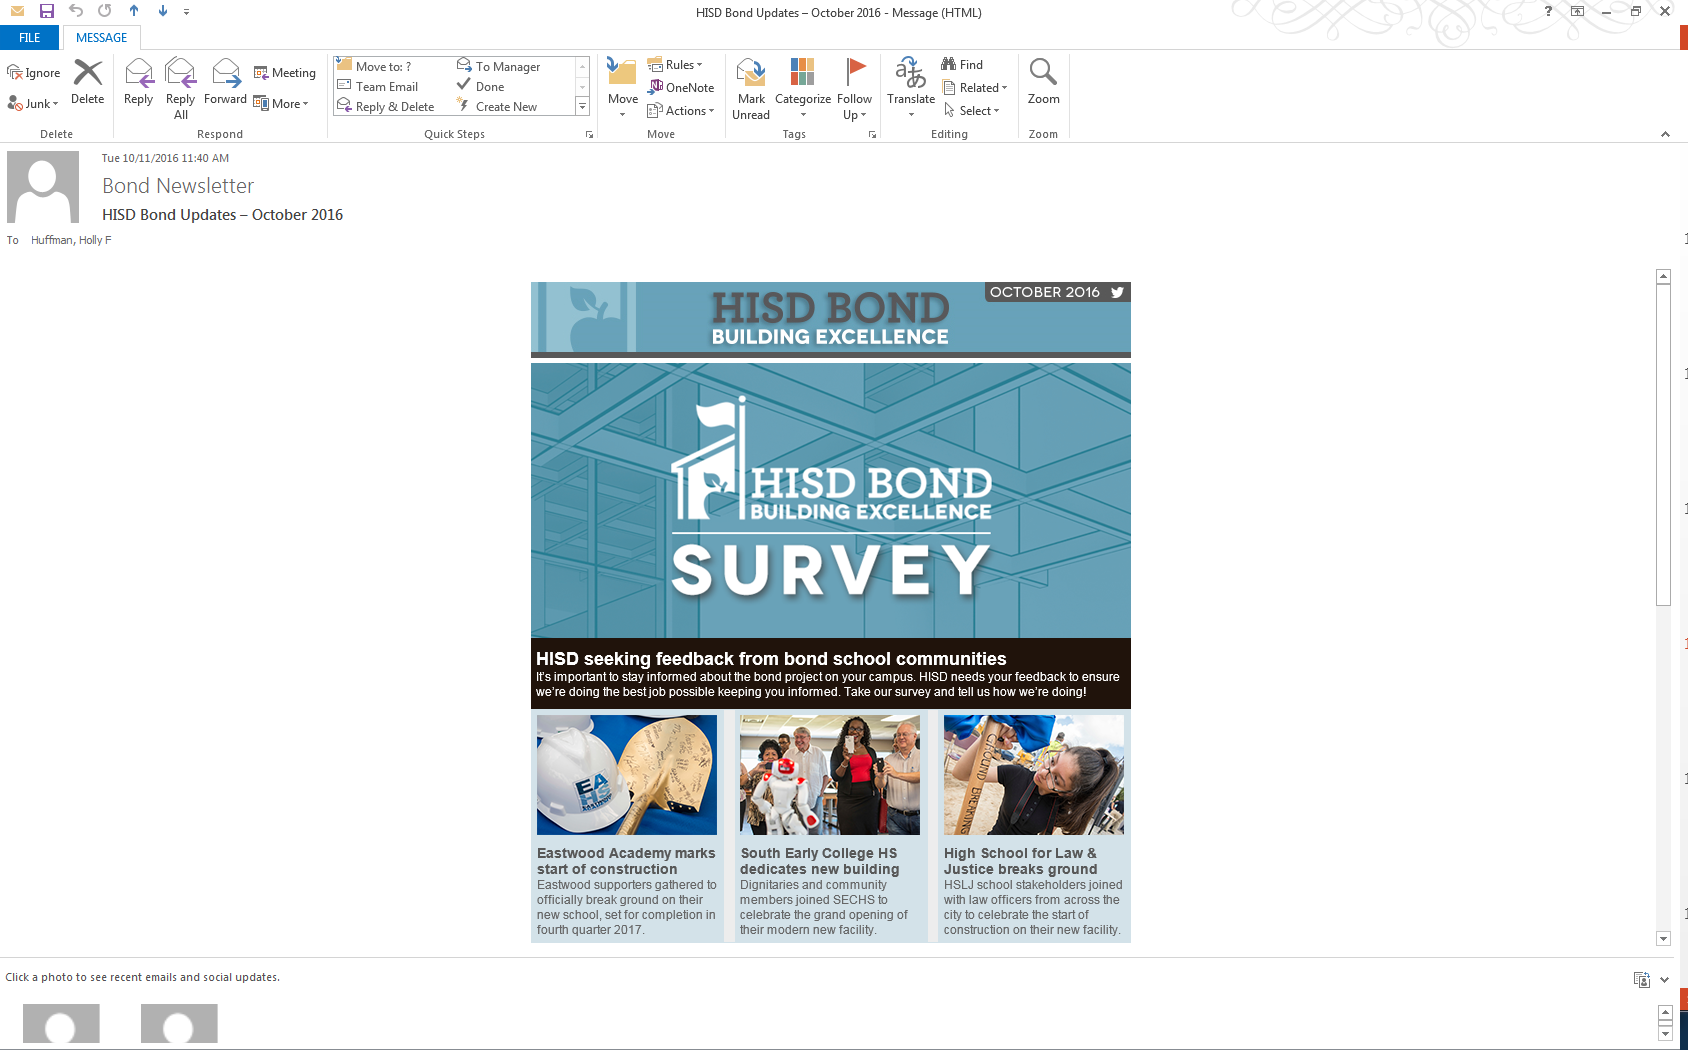 HISD Bond Updates – October 2016 - Message (HTML)
?
FILE
MESSAGE
Ignore
Junk
Delete
Delete
Reply
Reply All
Forward
Meeting
More
Respond
Move to: ?
Team Email
Reply & Delete
To Manager
Done
Create New
Quick Steps
Move
Rules
OneNote
Actions
Move
Mark Unread
Categorize
Follow Up
Tags
Translate
Find
Related
Select
Editing
Zoom
Zoom
Tue 10/11/2016 11:40 AM
Bond Newsletter
HISD Bond Updates – October 2016
To Huffman, Holly F
OCTOBER 2016
HISD BOND
BUILDING EXCELLENCE
HISD BOND
BUILDING EXCELLENCE
SURVEY
HISD seeking feedback from bond school communities
It's important to stay informed about the bond project on your campus. HISD needs your feedback to ensure
we're doing the best job possible keeping you informed. Take our survey and tell us how we're doing!
EA
HS
EASTWOOD
GROUND BREAKING
Eastwood Academy marks
start of construction
Eastwood supporters gathered to
officially break ground on their
new school, set for completion in
fourth quarter 2017.
South Early College HS
dedicates new building
Dignitaries and community
members joined SECHS to
celebrate the grand opening of
their modern new facility.
High School for Law &
Justice breaks ground
HSLJ school stakeholders joined
with law officers from across the
city to celebrate the start of
construction on their new facility.
Click a photo to see recent emails and social updates.